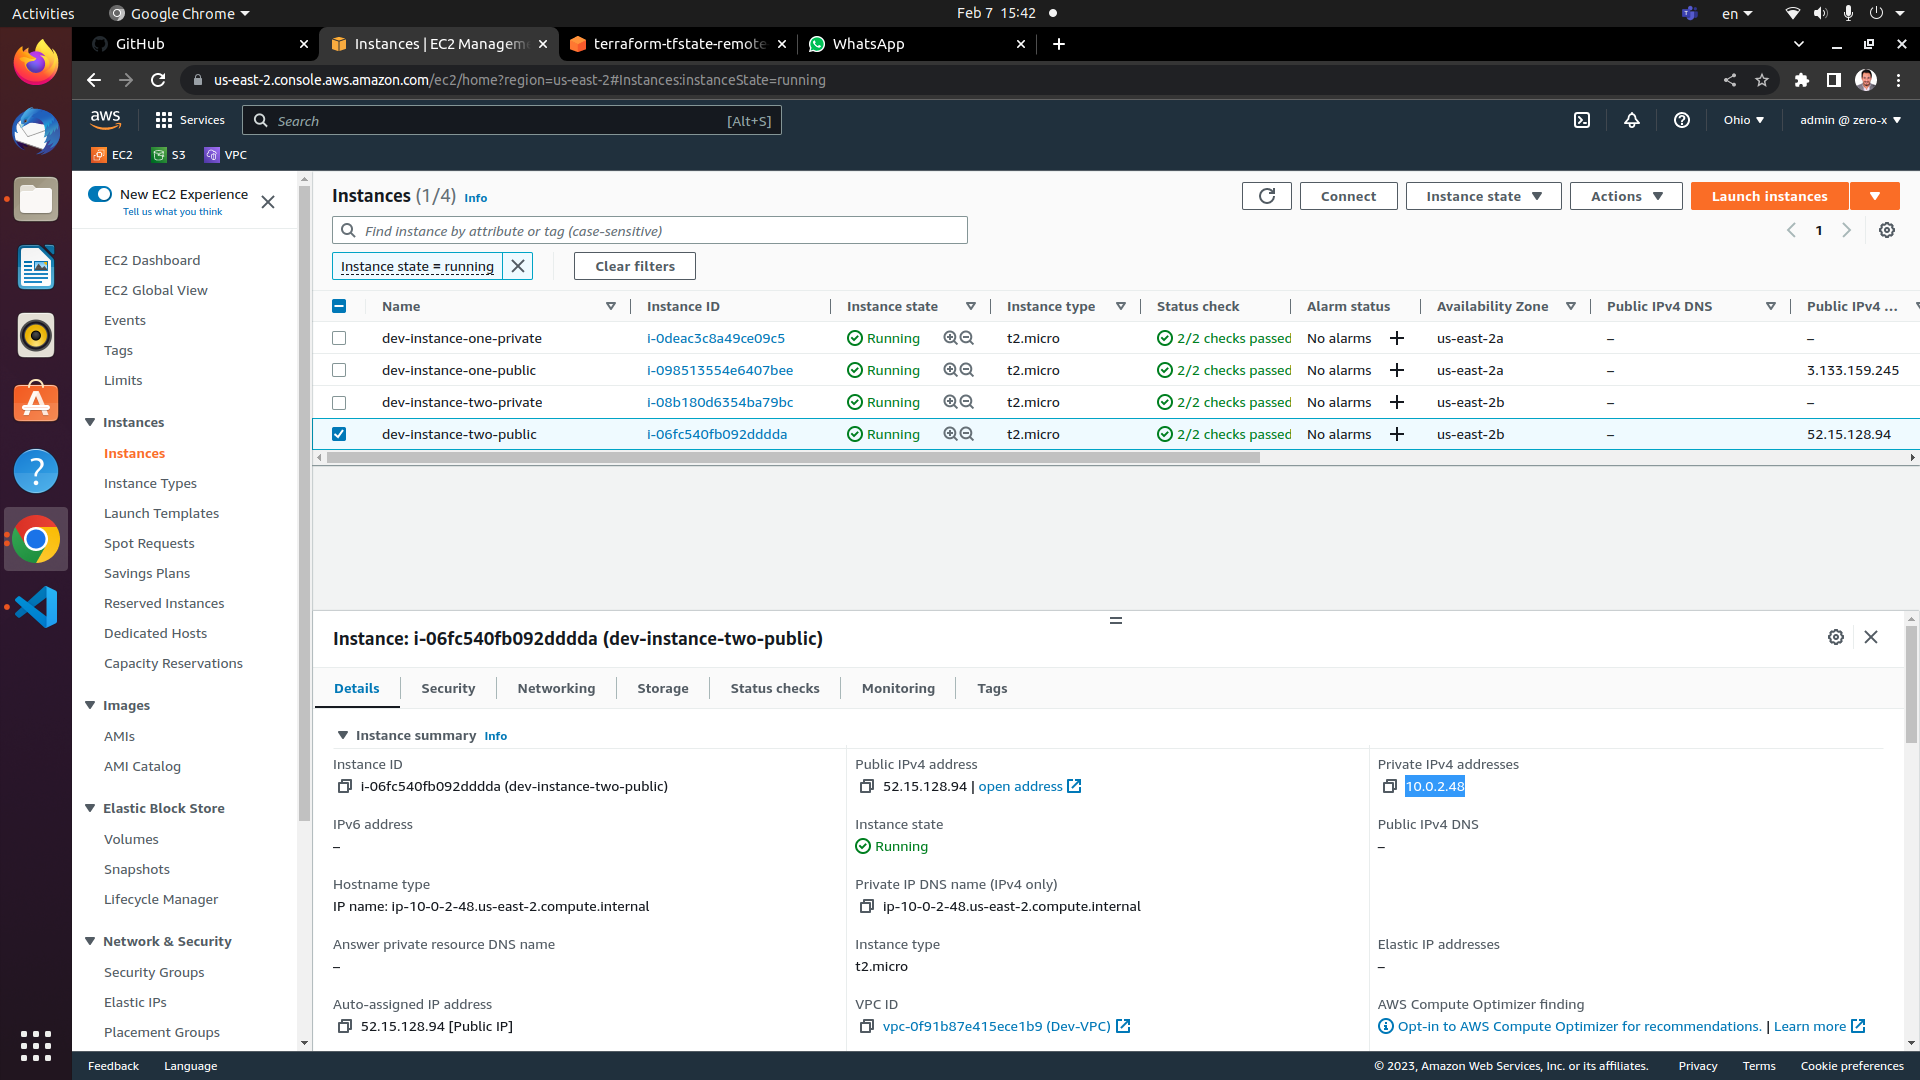 Activities
Google Chrome
Feb 7 15:42
en
GitHub
Instances | EC2 Managem
terraform-tfstate-remote
WhatsApp
us-east-2.console.aws.amazon.com/ec2/home?region=us-east-2#Instances:instanceState=running
aws
Services
Search
[Alt+S]
Ohio
admin @ zero-x
EC2
S3
VPC
New EC2 Experience
Tell us what you think
EC2 Dashboard
EC2 Global View
Events
Tags
Limits
Instances
Instances
Instance Types
Launch Templates
Spot Requests
Savings Plans
Reserved Instances
Dedicated Hosts
Capacity Reservations
Images
AMIs
AMI Catalog
Elastic Block Store
Volumes
Snapshots
Lifecycle Manager
Network & Security
Security Groups
Elastic IPs
Placement Groups
Instances (1/4) Info
Connect
Instance state
Actions
Launch instances
Find instance by attribute or tag (case-sensitive)
1
Instance state = running
Clear filters
Name Instance ID Instance state Instance type Status check Alarm status Availability Zone Public IPv4 DNS Public IPv4 ...
dev-instance-one-private i-0deac3c8a49ce09c5 Running t2.micro 2/2 checks passed No alarms + us-east-2a – –
dev-instance-one-public i-098513554e6407bee Running t2.micro 2/2 checks passed No alarms + us-east-2a – 3.133.159.245
dev-instance-two-private i-08b180d6354ba79bc Running t2.micro 2/2 checks passed No alarms + us-east-2b – –
dev-instance-two-public i-06fc540fb092dddda Running t2.micro 2/2 checks passed No alarms + us-east-2b – 52.15.128.94
Instance: i-06fc540fb092dddda (dev-instance-two-public)
Details
Security
Networking
Storage
Status checks
Monitoring
Tags
Instance summary Info
Instance ID
i-06fc540fb092dddda (dev-instance-two-public)
Public IPv4 address
52.15.128.94 | open address
Private IPv4 addresses
10.0.2.48
IPv6 address
–
Instance state
Running
Public IPv4 DNS
–
Hostname type
IP name: ip-10-0-2-48.us-east-2.compute.internal
Private IP DNS name (IPv4 only)
ip-10-0-2-48.us-east-2.compute.internal
Answer private resource DNS name
–
Instance type
t2.micro
Elastic IP addresses
–
Auto-assigned IP address
52.15.128.94 [Public IP]
VPC ID
vpc-0f91b87e415ece1b9 (Dev-VPC)
AWS Compute Optimizer finding
Opt-in to AWS Compute Optimizer for recommendations. | Learn more
Feedback
Language
© 2023, Amazon Web Services, Inc. or its affiliates.
Privacy
Terms
Cookie preferences